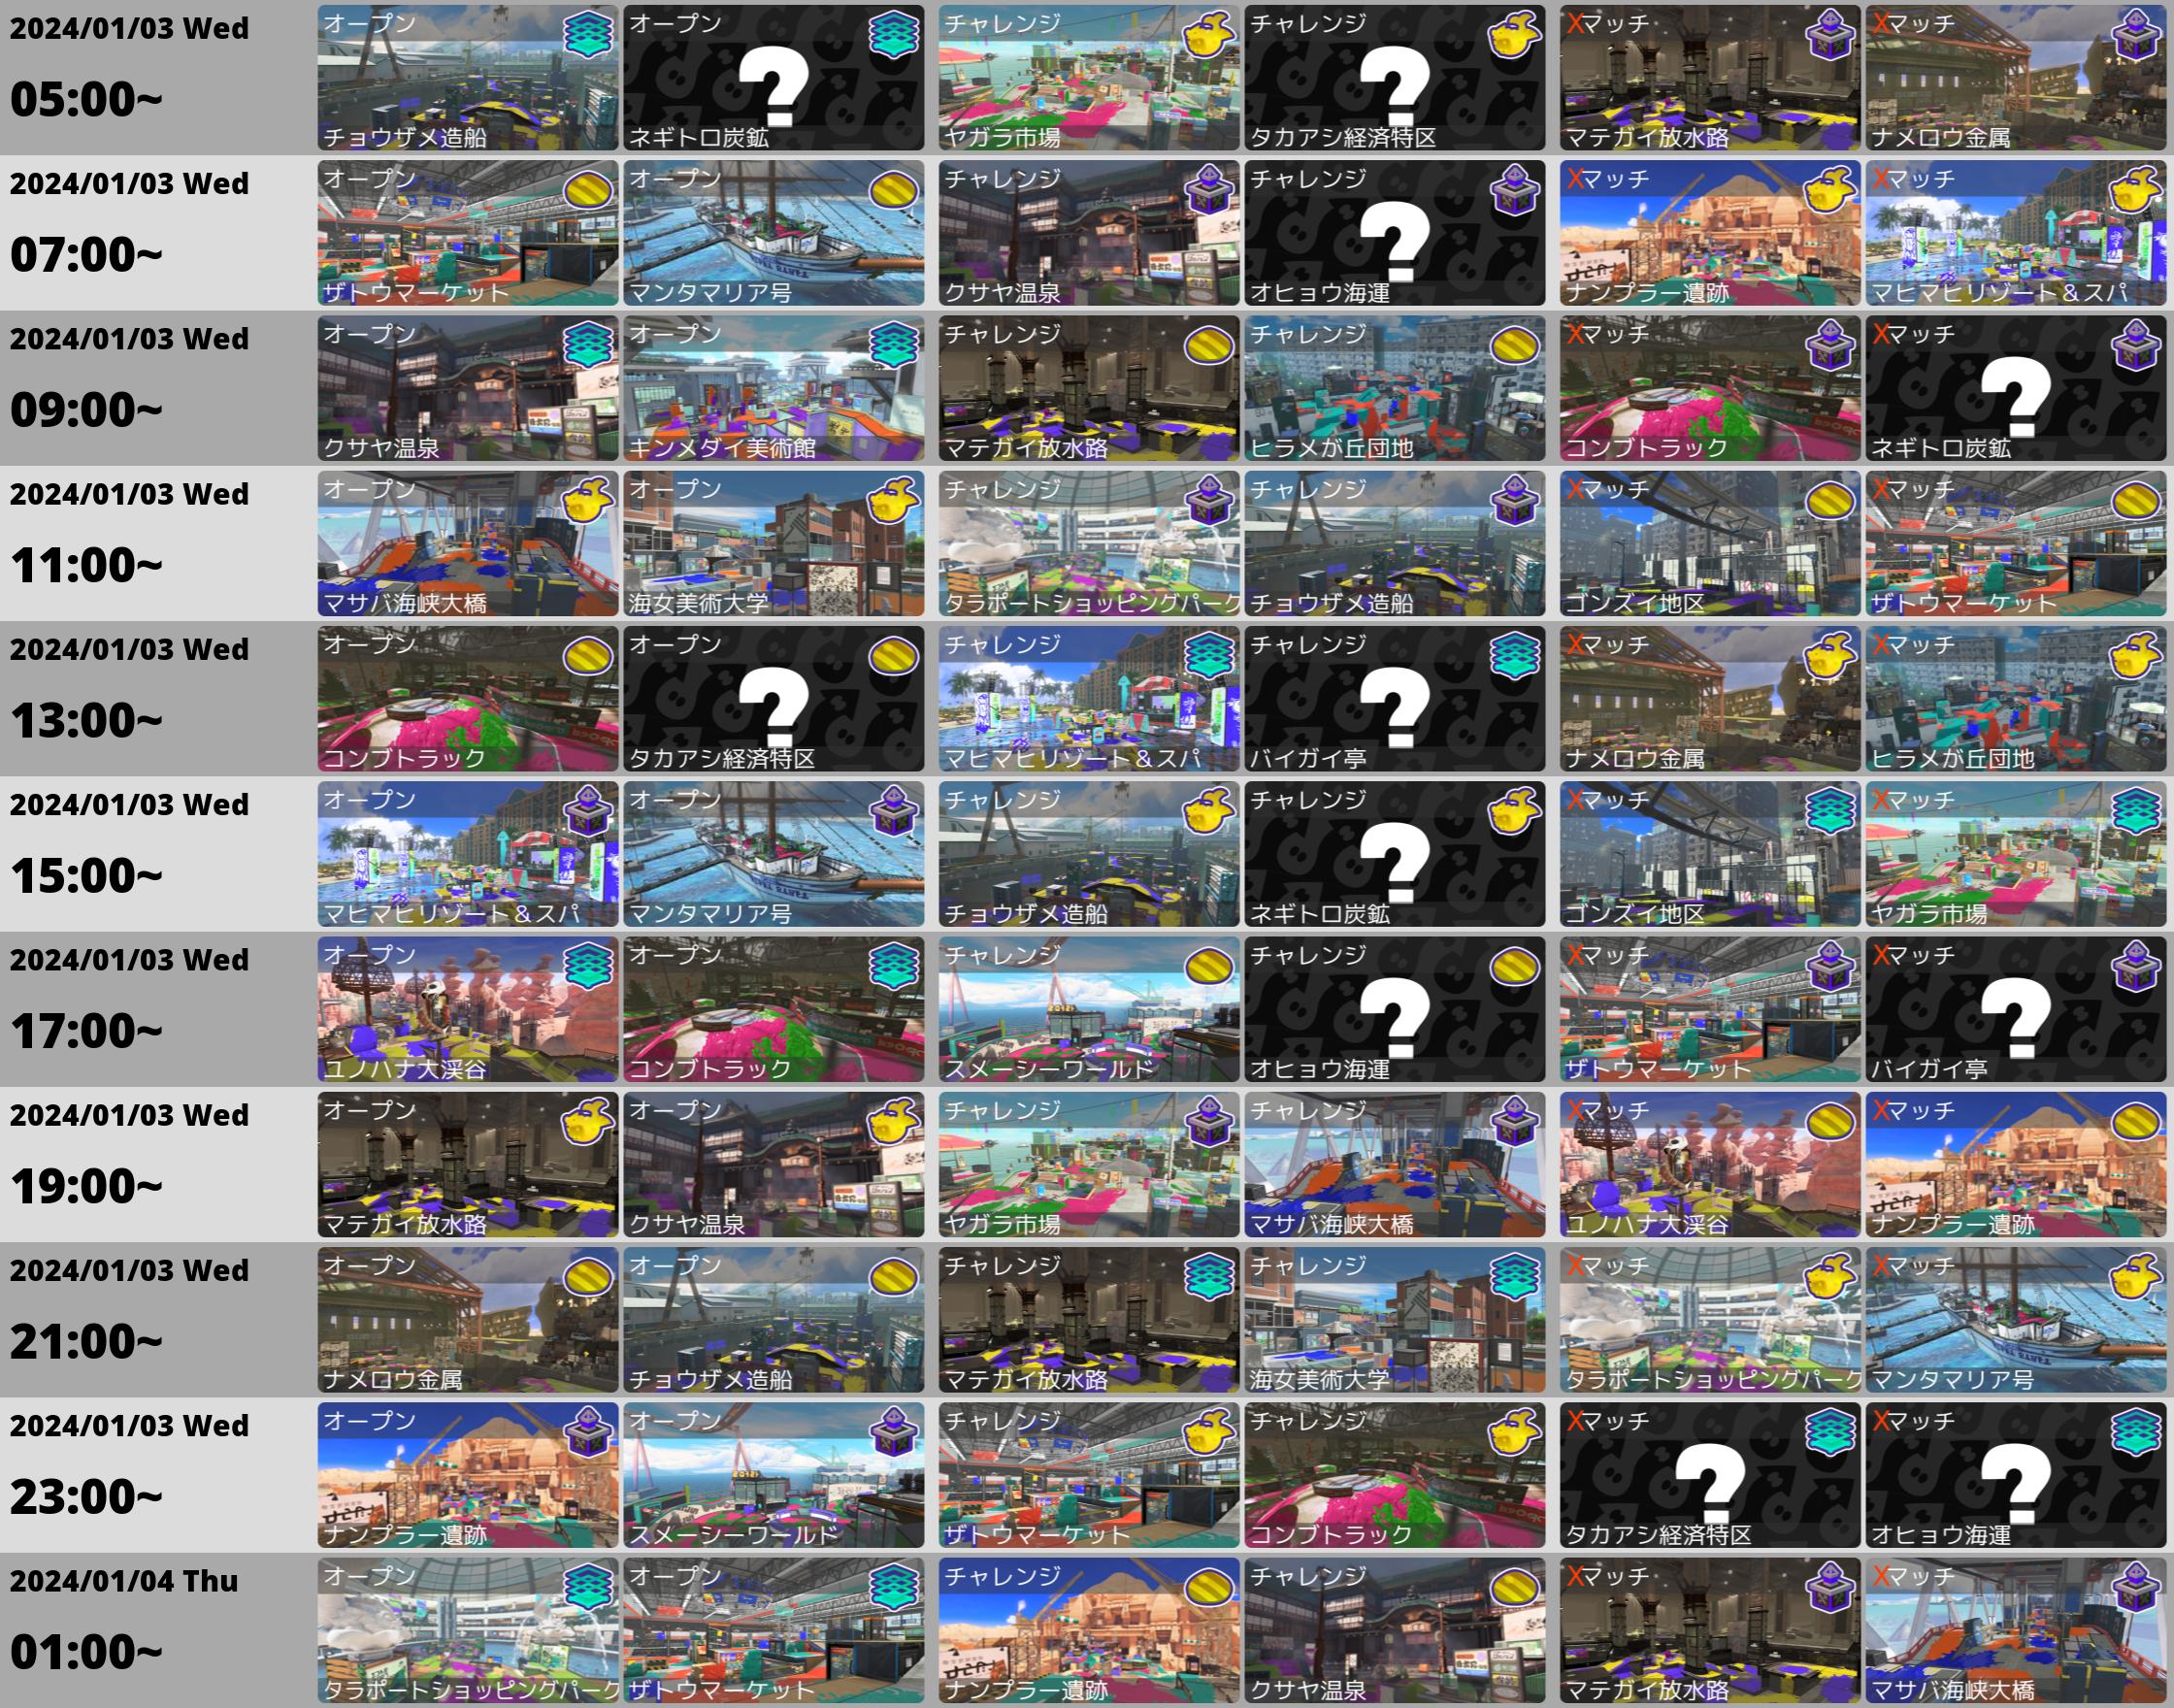 2024/01/03 Wed
05:00~
オープン
チョウザメ造船
オープン
ネギトロ炭鉱
チャレンジ
ヤガラ市場
チャレンジ
タカアシ経済特区
Xマッチ
マテガイ放水路
Xマッチ
ナメロウ金属
2024/01/03 Wed
07:00~
オープン
ザトウマーケット
オープン
マンタマリア号
チャレンジ
クサヤ温泉
チャレンジ
オヒョウ海運
Xマッチ
ナンプラー遺跡
Xマッチ
マヒマヒリゾート＆スパ
2024/01/03 Wed
09:00~
オープン
クサヤ温泉
オープン
キンメダイ美術館
チャレンジ
マテガイ放水路
チャレンジ
ヒラメが丘団地
Xマッチ
コンブトラック
Xマッチ
ネギトロ炭鉱
2024/01/03 Wed
11:00~
オープン
マサバ海峡大橋
オープン
海女美術大学
チャレンジ
タラポートショッピングパーク
チャレンジ
チョウザメ造船
Xマッチ
ゴンズイ地区
Xマッチ
ザトウマーケット
2024/01/03 Wed
13:00~
オープン
コンブトラック
オープン
タカアシ経済特区
チャレンジ
マヒマヒリゾート＆スパ
チャレンジ
バイガイ亭
Xマッチ
ナメロウ金属
Xマッチ
ヒラメが丘団地
2024/01/03 Wed
15:00~
オープン
マヒマヒリゾート＆スパ
オープン
マンタマリア号
チャレンジ
チョウザメ造船
チャレンジ
ネギトロ炭鉱
Xマッチ
ゴンズイ地区
Xマッチ
ヤガラ市場
2024/01/03 Wed
17:00~
オープン
ユノハナ大渓谷
オープン
コンブトラック
チャレンジ
スメーシーワールド
チャレンジ
オヒョウ海運
Xマッチ
ザトウマーケット
Xマッチ
バイガイ亭
2024/01/03 Wed
19:00~
オープン
マテガイ放水路
オープン
クサヤ温泉
チャレンジ
ヤガラ市場
チャレンジ
マサバ海峡大橋
Xマッチ
ユノハナ大渓谷
Xマッチ
ナンプラー遺跡
2024/01/03 Wed
21:00~
オープン
ナメロウ金属
オープン
チョウザメ造船
チャレンジ
マテガイ放水路
チャレンジ
海女美術大学
Xマッチ
タラポートショッピングパーク
Xマッチ
マンタマリア号
2024/01/03 Wed
23:00~
オープン
ナンプラー遺跡
オープン
スメーシーワールド
チャレンジ
ザトウマーケット
チャレンジ
コンブトラック
Xマッチ
タカアシ経済特区
Xマッチ
オヒョウ海運
2024/01/04 Thu
01:00~
オープン
タラポートショッピングパーク
オープン
ザトウマーケット
チャレンジ
ナンプラー遺跡
チャレンジ
クサヤ温泉
Xマッチ
マテガイ放水路
Xマッチ
マサバ海峡大橋